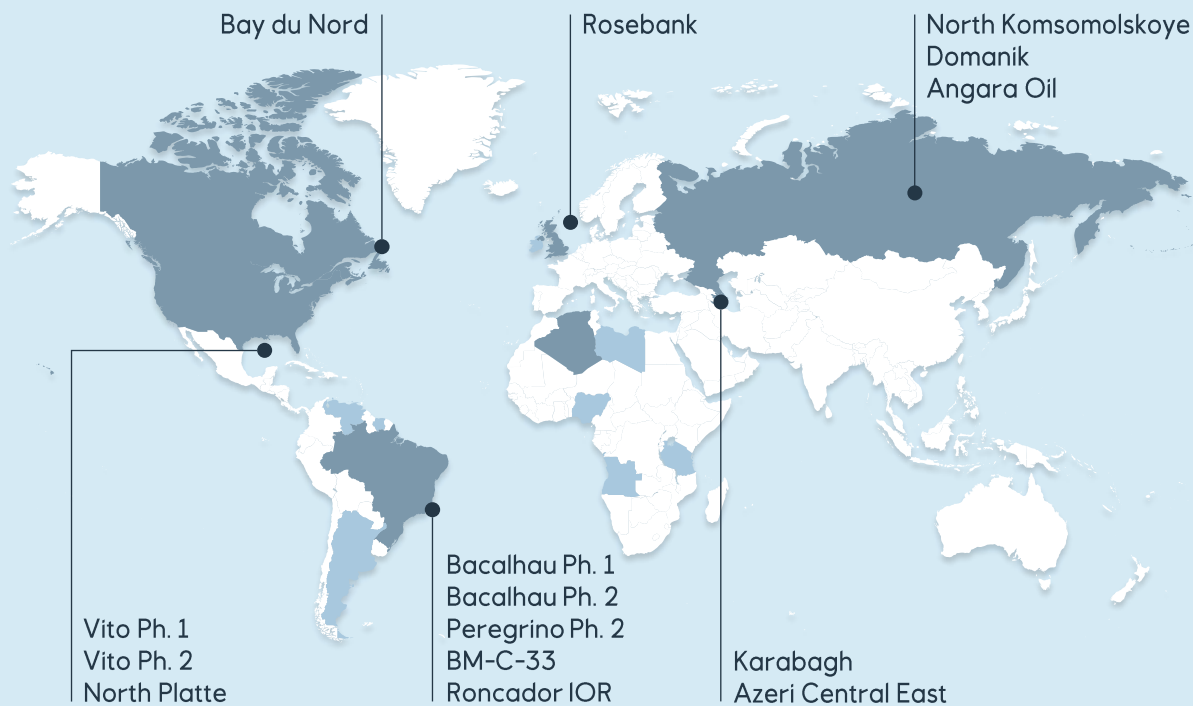 Bay du Nord
Rosebank
North Komsomolskoye
Domanik
Angara Oil
Vito Ph. 1
Vito Ph. 2
North Platte
Bacalhau Ph. 1
Bacalhau Ph. 2
Peregrino Ph. 2
BM-C-33
Roncador IOR
Karabagh
Azeri Central East